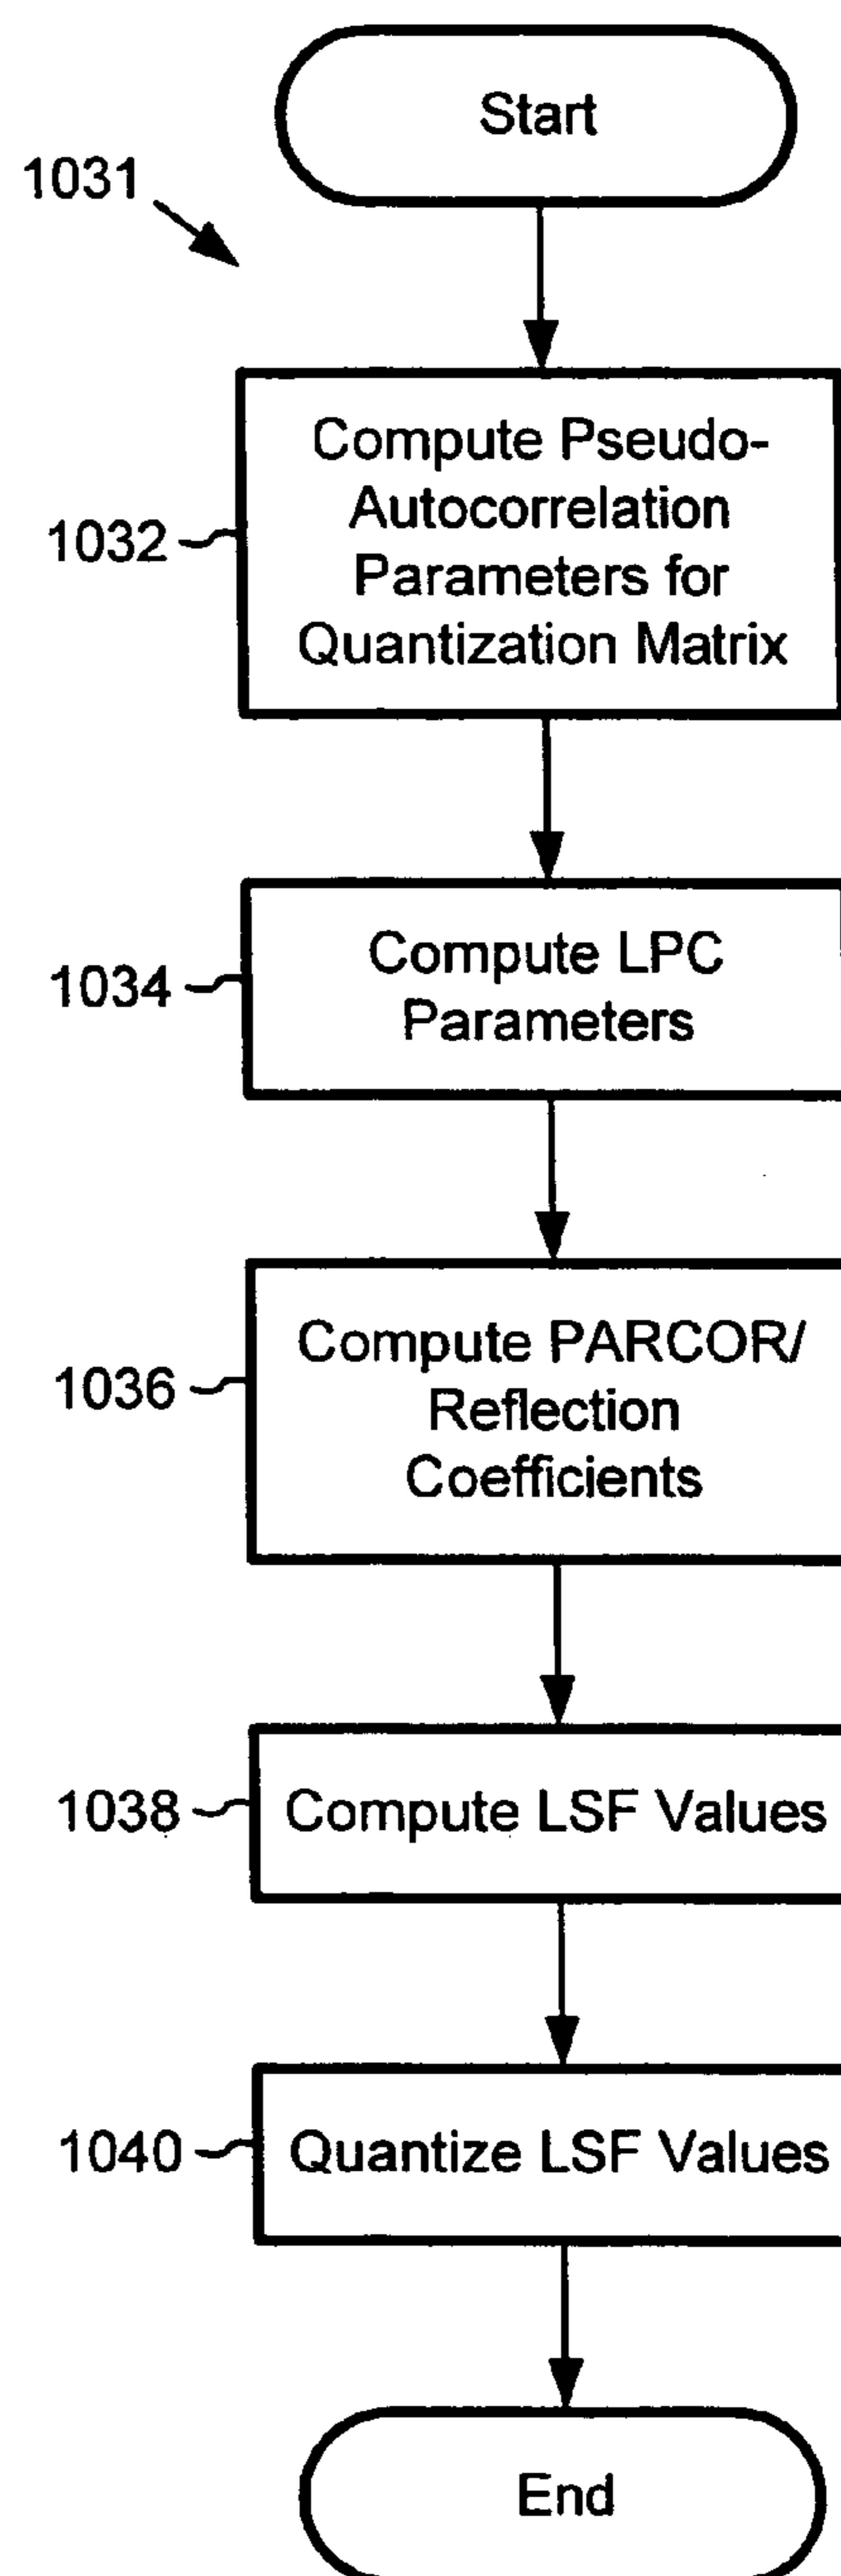 Start
1031
Compute Pseudo-
Autocorrelation
Parameters for
Quantization Matrix
1032
Compute LPC
Parameters
1034
Compute PARCOR/
Reflection
Coefficients
1036
Compute LSF Values
1038
Quantize LSF Values
1040
End